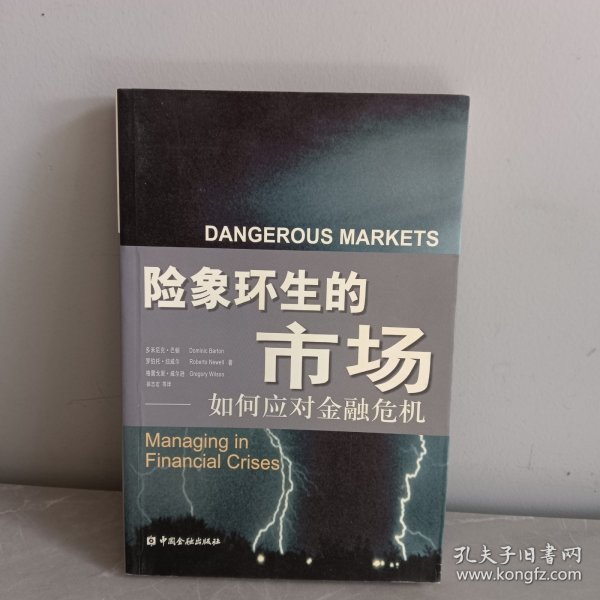 DANGEROUS MARKETS
险象环生的
市场
多米尼克·巴顿 Dominic Barton
罗伯托·纽威尔 Roberto Newell 著
格雷戈里·威尔逊 Gregory Wilson
等译
——如何应对金融危机
Managing in
Financial Crises
中国金融出版社
孔夫子旧书网
www.kongfz.com